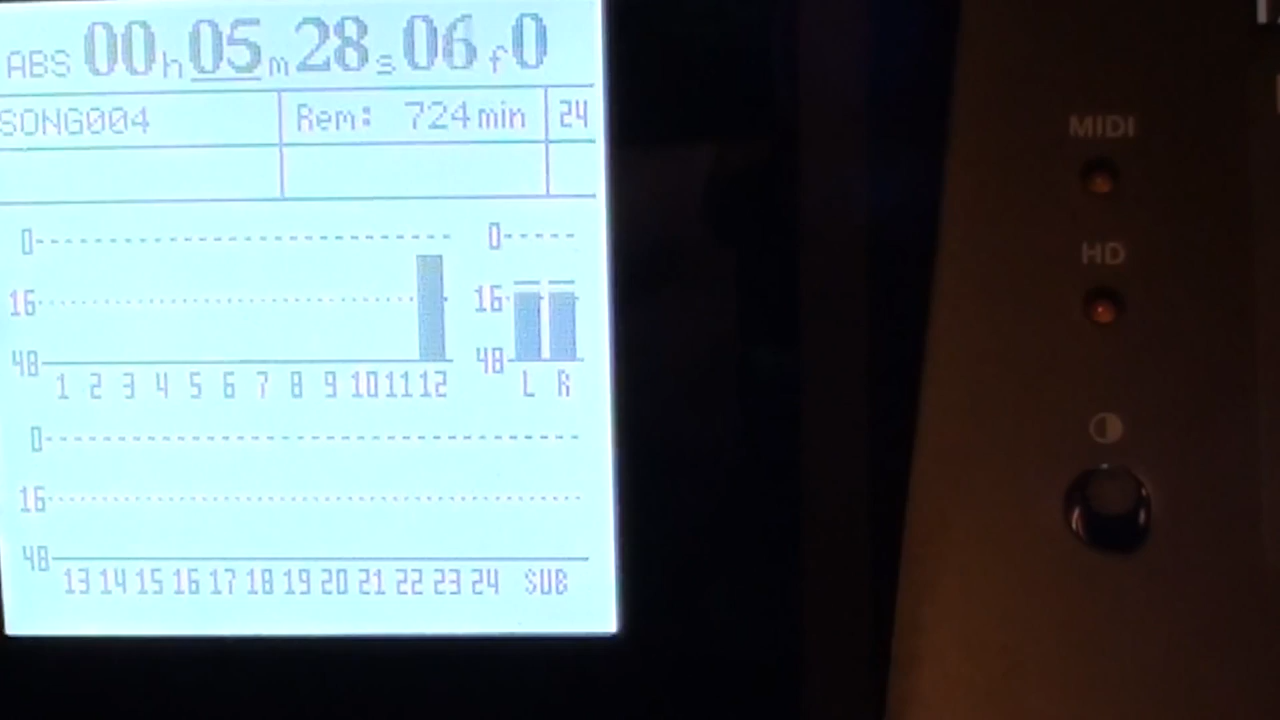 ABS 00h05m28s06f0
SONG004 Rem: 724min 24
0 0
16 16
48 48
1 2 3 4 5 6 7 8 9 10 11 12 L R
0
16
48
13 14 15 16 17 18 19 20 21 22 23 24 SUB
MIDI
HD